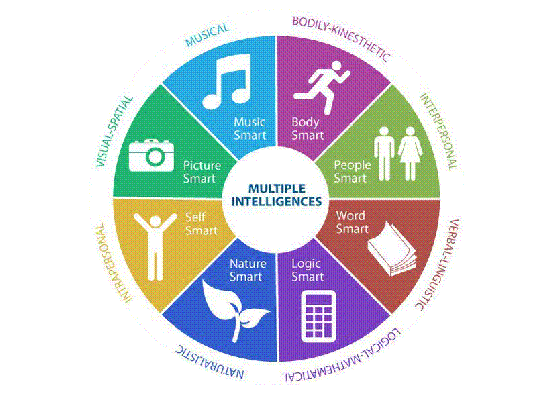 MUSICAL
BODILY-KINESTHETIC
INTERPERSONAL
VERBAL-LINGUISTIC
LOGICAL-MATHEMATICAL
NATURALISTIC
INTRAPERSONAL
VISUAL-SPATIAL
Music
Smart
Body
Smart
People
Smart
Word
Smart
Logic
Smart
Nature
Smart
Self
Smart
Picture
Smart
MULTIPLE
INTELLIGENCES